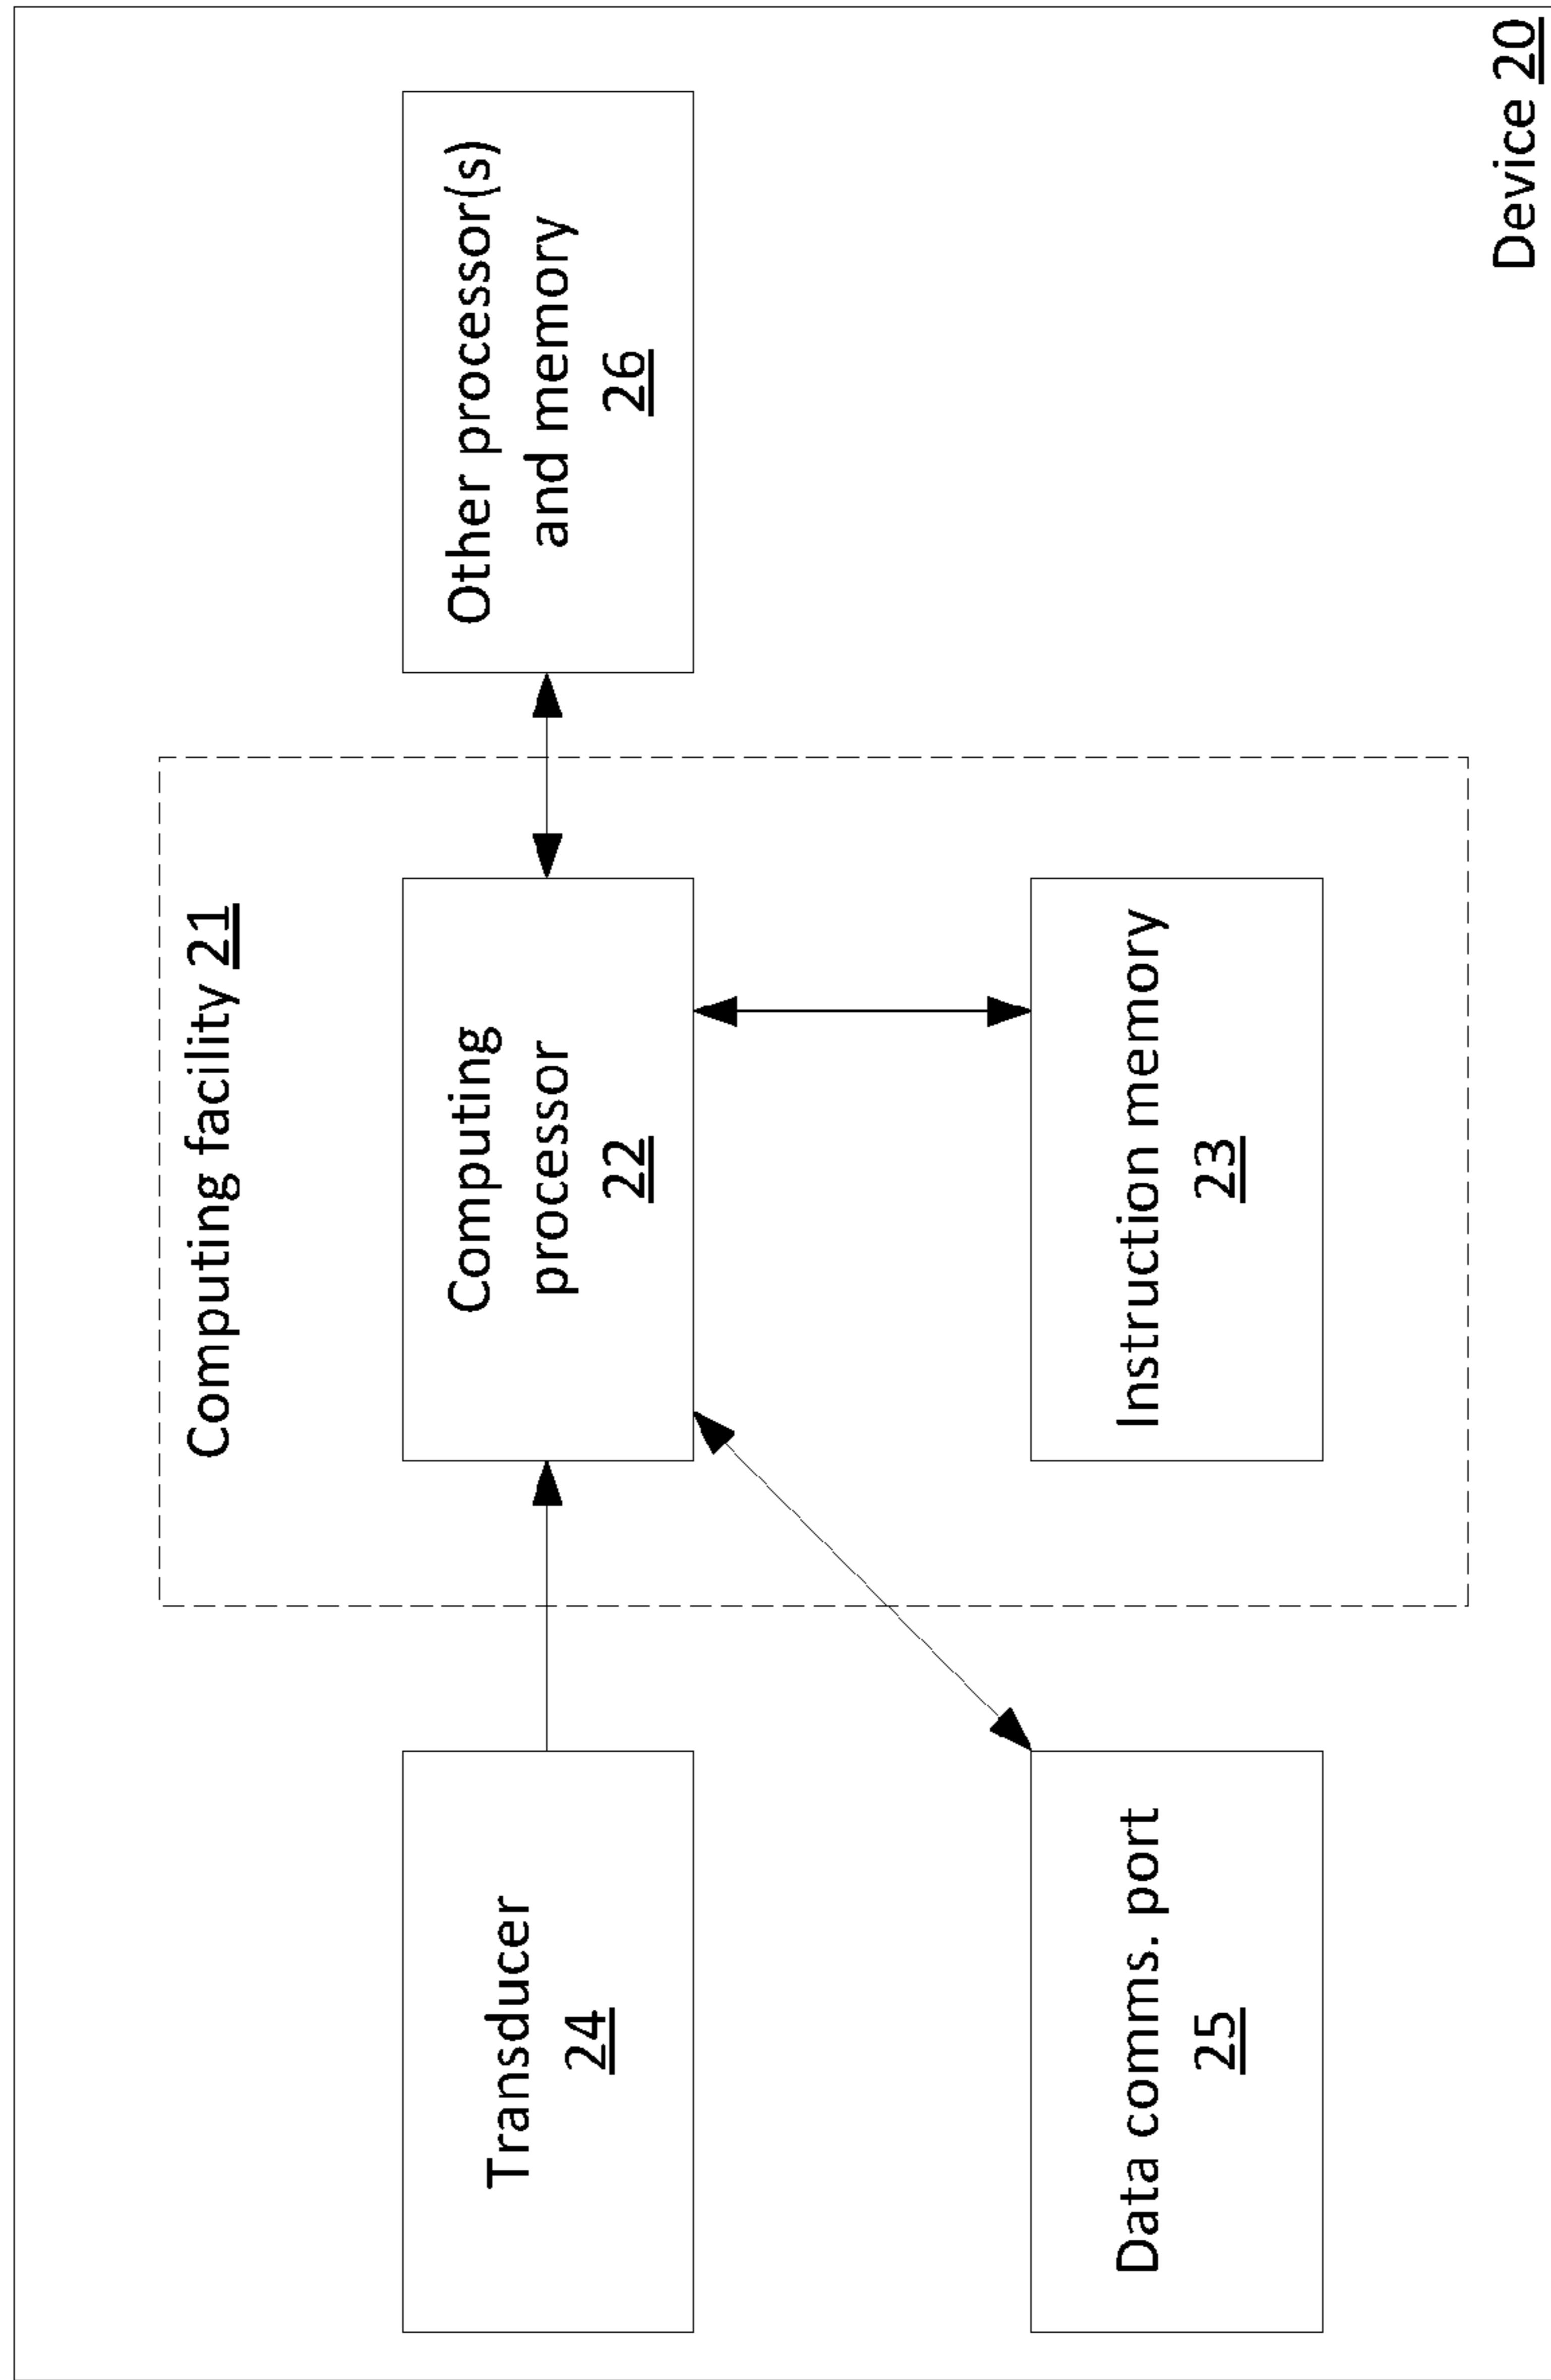 Computing facility 21
Transducer
24
Computing
processor
22
Other processor(s)
and memory
26
Data comms. port
25
Instruction memory
23
Device 20